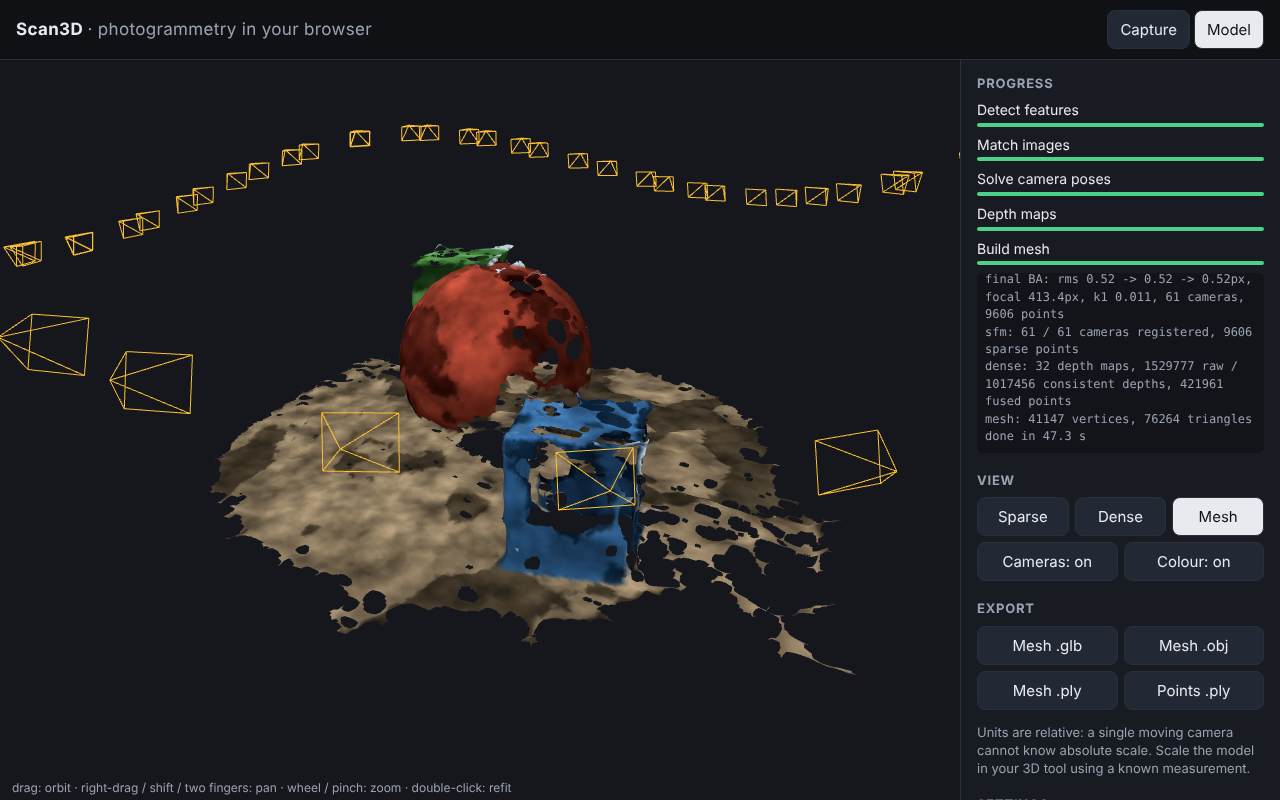 Scan3D · photogrammetry in your browser
Capture
Model
PROGRESS
Detect features
Match images
Solve camera poses
Depth maps
Build mesh
final BA: rms 0.52 -> 0.52 -> 0.52px,
focal 413.4px, k1 0.011, 61 cameras,
9606 points
sfm: 61 / 61 cameras registered, 9606
sparse points
dense: 32 depth maps, 1529777 raw /
1017456 consistent depths, 421961
fused points
mesh: 41147 vertices, 76264 triangles
done in 47.3 s
VIEW
Sparse
Dense
Mesh
Cameras: on
Colour: on
EXPORT
Mesh .glb
Mesh .obj
Mesh .ply
Points .ply
Units are relative: a single moving camera
cannot know absolute scale. Scale the model
in your 3D tool using a known measurement.
drag: orbit · right-drag / shift / two fingers: pan · wheel / pinch: zoom · double-click: refit